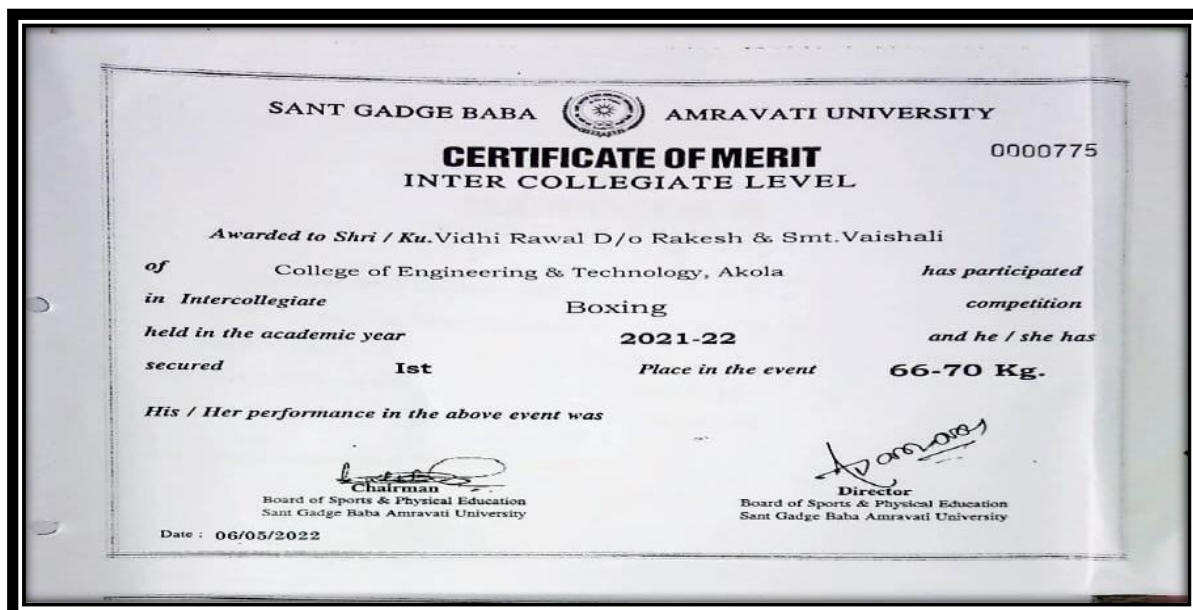 SANT GADGE BABA AMRAVATI UNIVERSITY
CERTIFICATE OF MERIT
0000775
INTER COLLEGIATE LEVEL
Awarded to Shri / Ku.Vidhi Rawal D/o Rakesh & Smt.Vaishali
of College of Engineering & Technology, Akola has participated
in Intercollegiate Boxing competition
held in the academic year 2021-22 and he / she has
secured Ist Place in the event 66-70 Kg.
His / Her performance in the above event was
Chairman
Board of Sports & Physical Education
Sant Gadge Baba Amravati University
Director
Board of Sports & Physical Education
Sant Gadge Baba Amravati University
Date : 06/05/2022